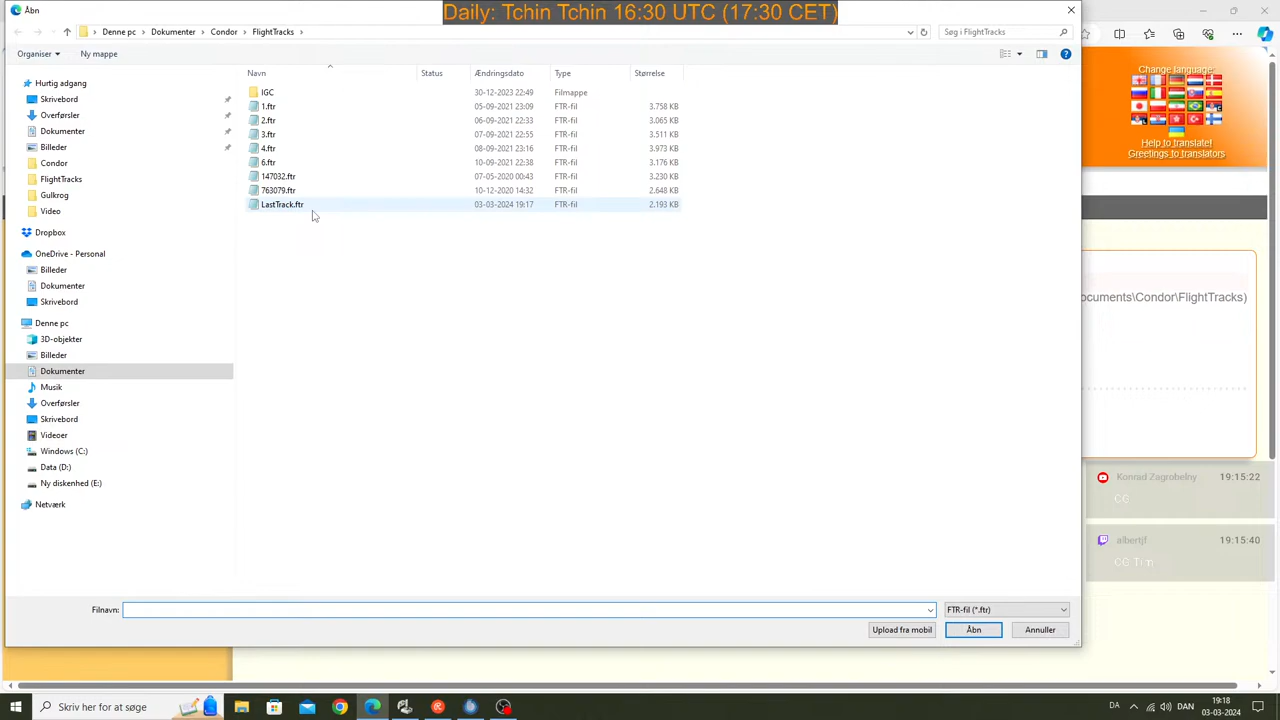 Åbn
Daily: Tchin Tchin 16:30 UTC (17:30 CET)
Denne pc > Dokumenter > Condor > FlightTracks >
Søg i FlightTracks
Organiser
Ny mappe
Navn Status Ændringsdato Type Størrelse
IGC 30-12-2023 22:49 Filmappe
1.ftr 05-09-2021 23:09 FTR-fil 3.758 KB
2.ftr 06-09-2021 22:33 FTR-fil 3.065 KB
3.ftr 07-09-2021 22:55 FTR-fil 3.511 KB
4.ftr 08-09-2021 23:16 FTR-fil 3.973 KB
6.ftr 10-09-2021 22:38 FTR-fil 3.176 KB
147032.ftr 07-05-2020 00:43 FTR-fil 3.230 KB
763079.ftr 10-12-2020 14:32 FTR-fil 2.648 KB
LastTrack.ftr 03-03-2024 19:17 FTR-fil 2.193 KB
Hurtig adgang
Skrivebord
Overførsler
Dokumenter
Billeder
Condor
FlightTracks
Gulkrog
Video
Dropbox
OneDrive - Personal
Billeder
Dokumenter
Skrivebord
Denne pc
3D-objekter
Billeder
Dokumenter
Musik
Overførsler
Skrivebord
Videoer
Windows (C:)
Data (D:)
Ny diskenhed (E:)
Netværk
Filnavn:
FTR-fil (*.ftr)
Upload fra mobil
Åbn
Annuller
Change language:
Help to translate!
Greetings to translators
ocuments\Condor\FlightTracks)
Konrad Zagrobelny 19:15:22
CG
albertjf 19:15:40
CG Tim
Skriv her for at søge
DA
DAN
19:18
03-03-2024